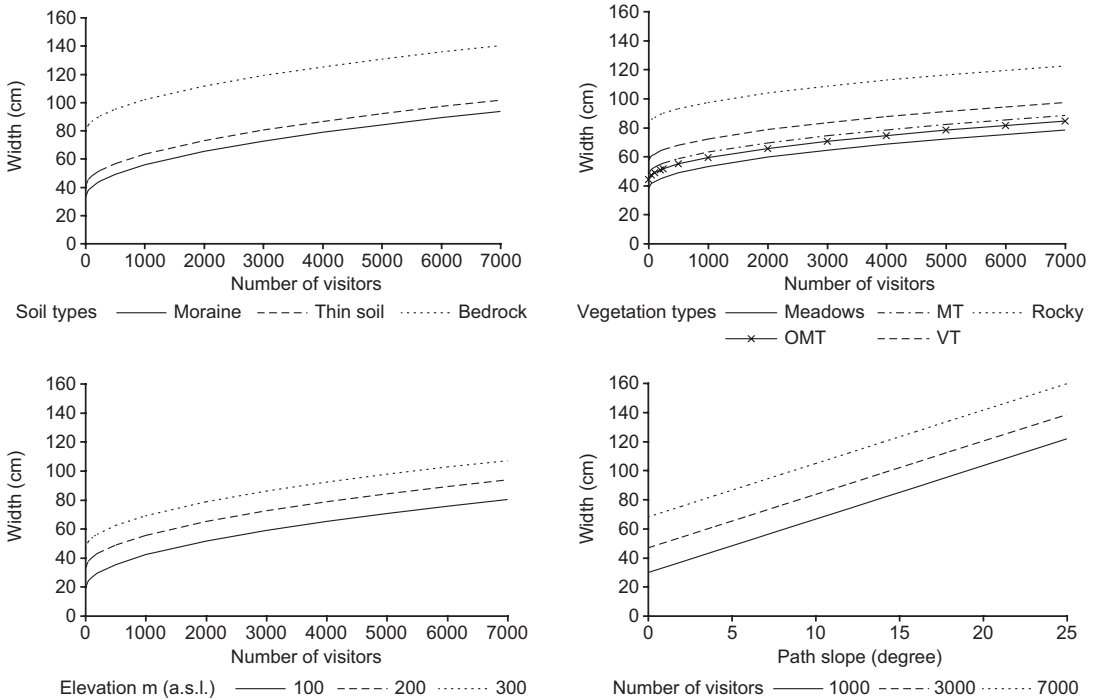 160
140
120
100
80
60
40
20
0
Width (cm)
0 1000 2000 3000 4000 5000 6000 7000
Number of visitors
Soil types Moraine Thin soil Bedrock
160
140
120
100
80
60
40
20
0
Width (cm)
0 1000 2000 3000 4000 5000 6000 7000
Number of visitors
Vegetation types Meadows MT Rocky
OMT VT
160
140
120
100
80
60
40
20
0
Width (cm)
0 1000 2000 3000 4000 5000 6000 7000
Number of visitors
Elevation m (a.s.l.) 100 200 300
160
140
120
100
80
60
40
20
0
Width (cm)
0 5 10 15 20 25
Path slope (degree)
Number of visitors 1000 3000 7000